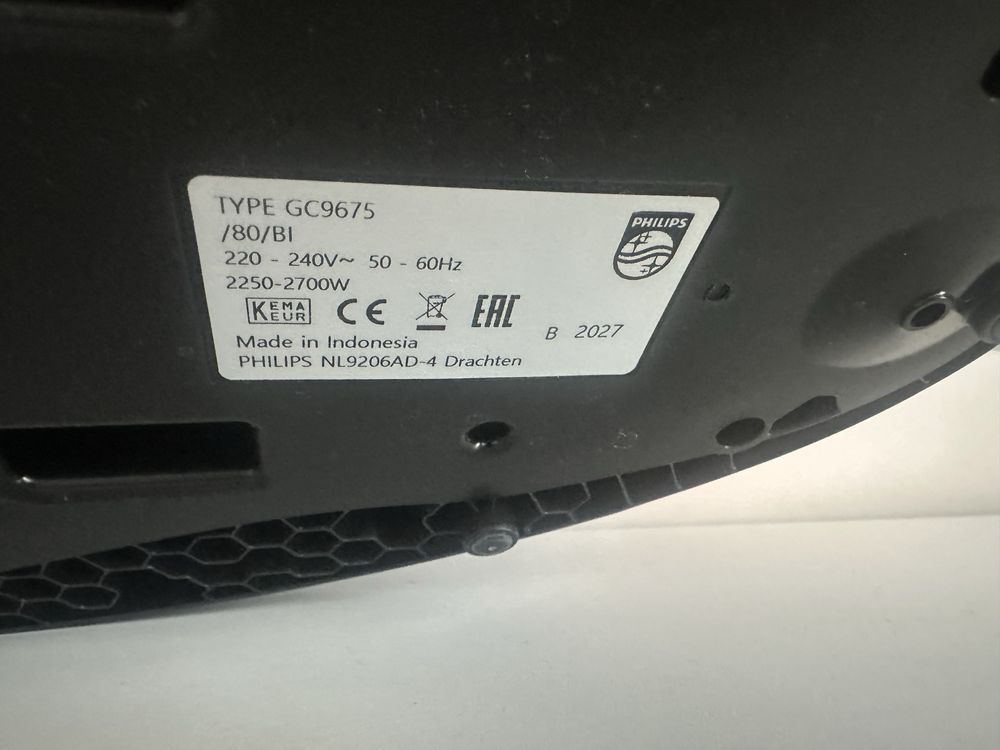 TYPE GC9675
/80/BI
PHILIPS
220 - 240V~ 50 - 60Hz
2250-2700W
KEMA
KEUR
CE
EAC
B 2027
Made in Indonesia
PHILIPS NL9206AD-4 Drachten